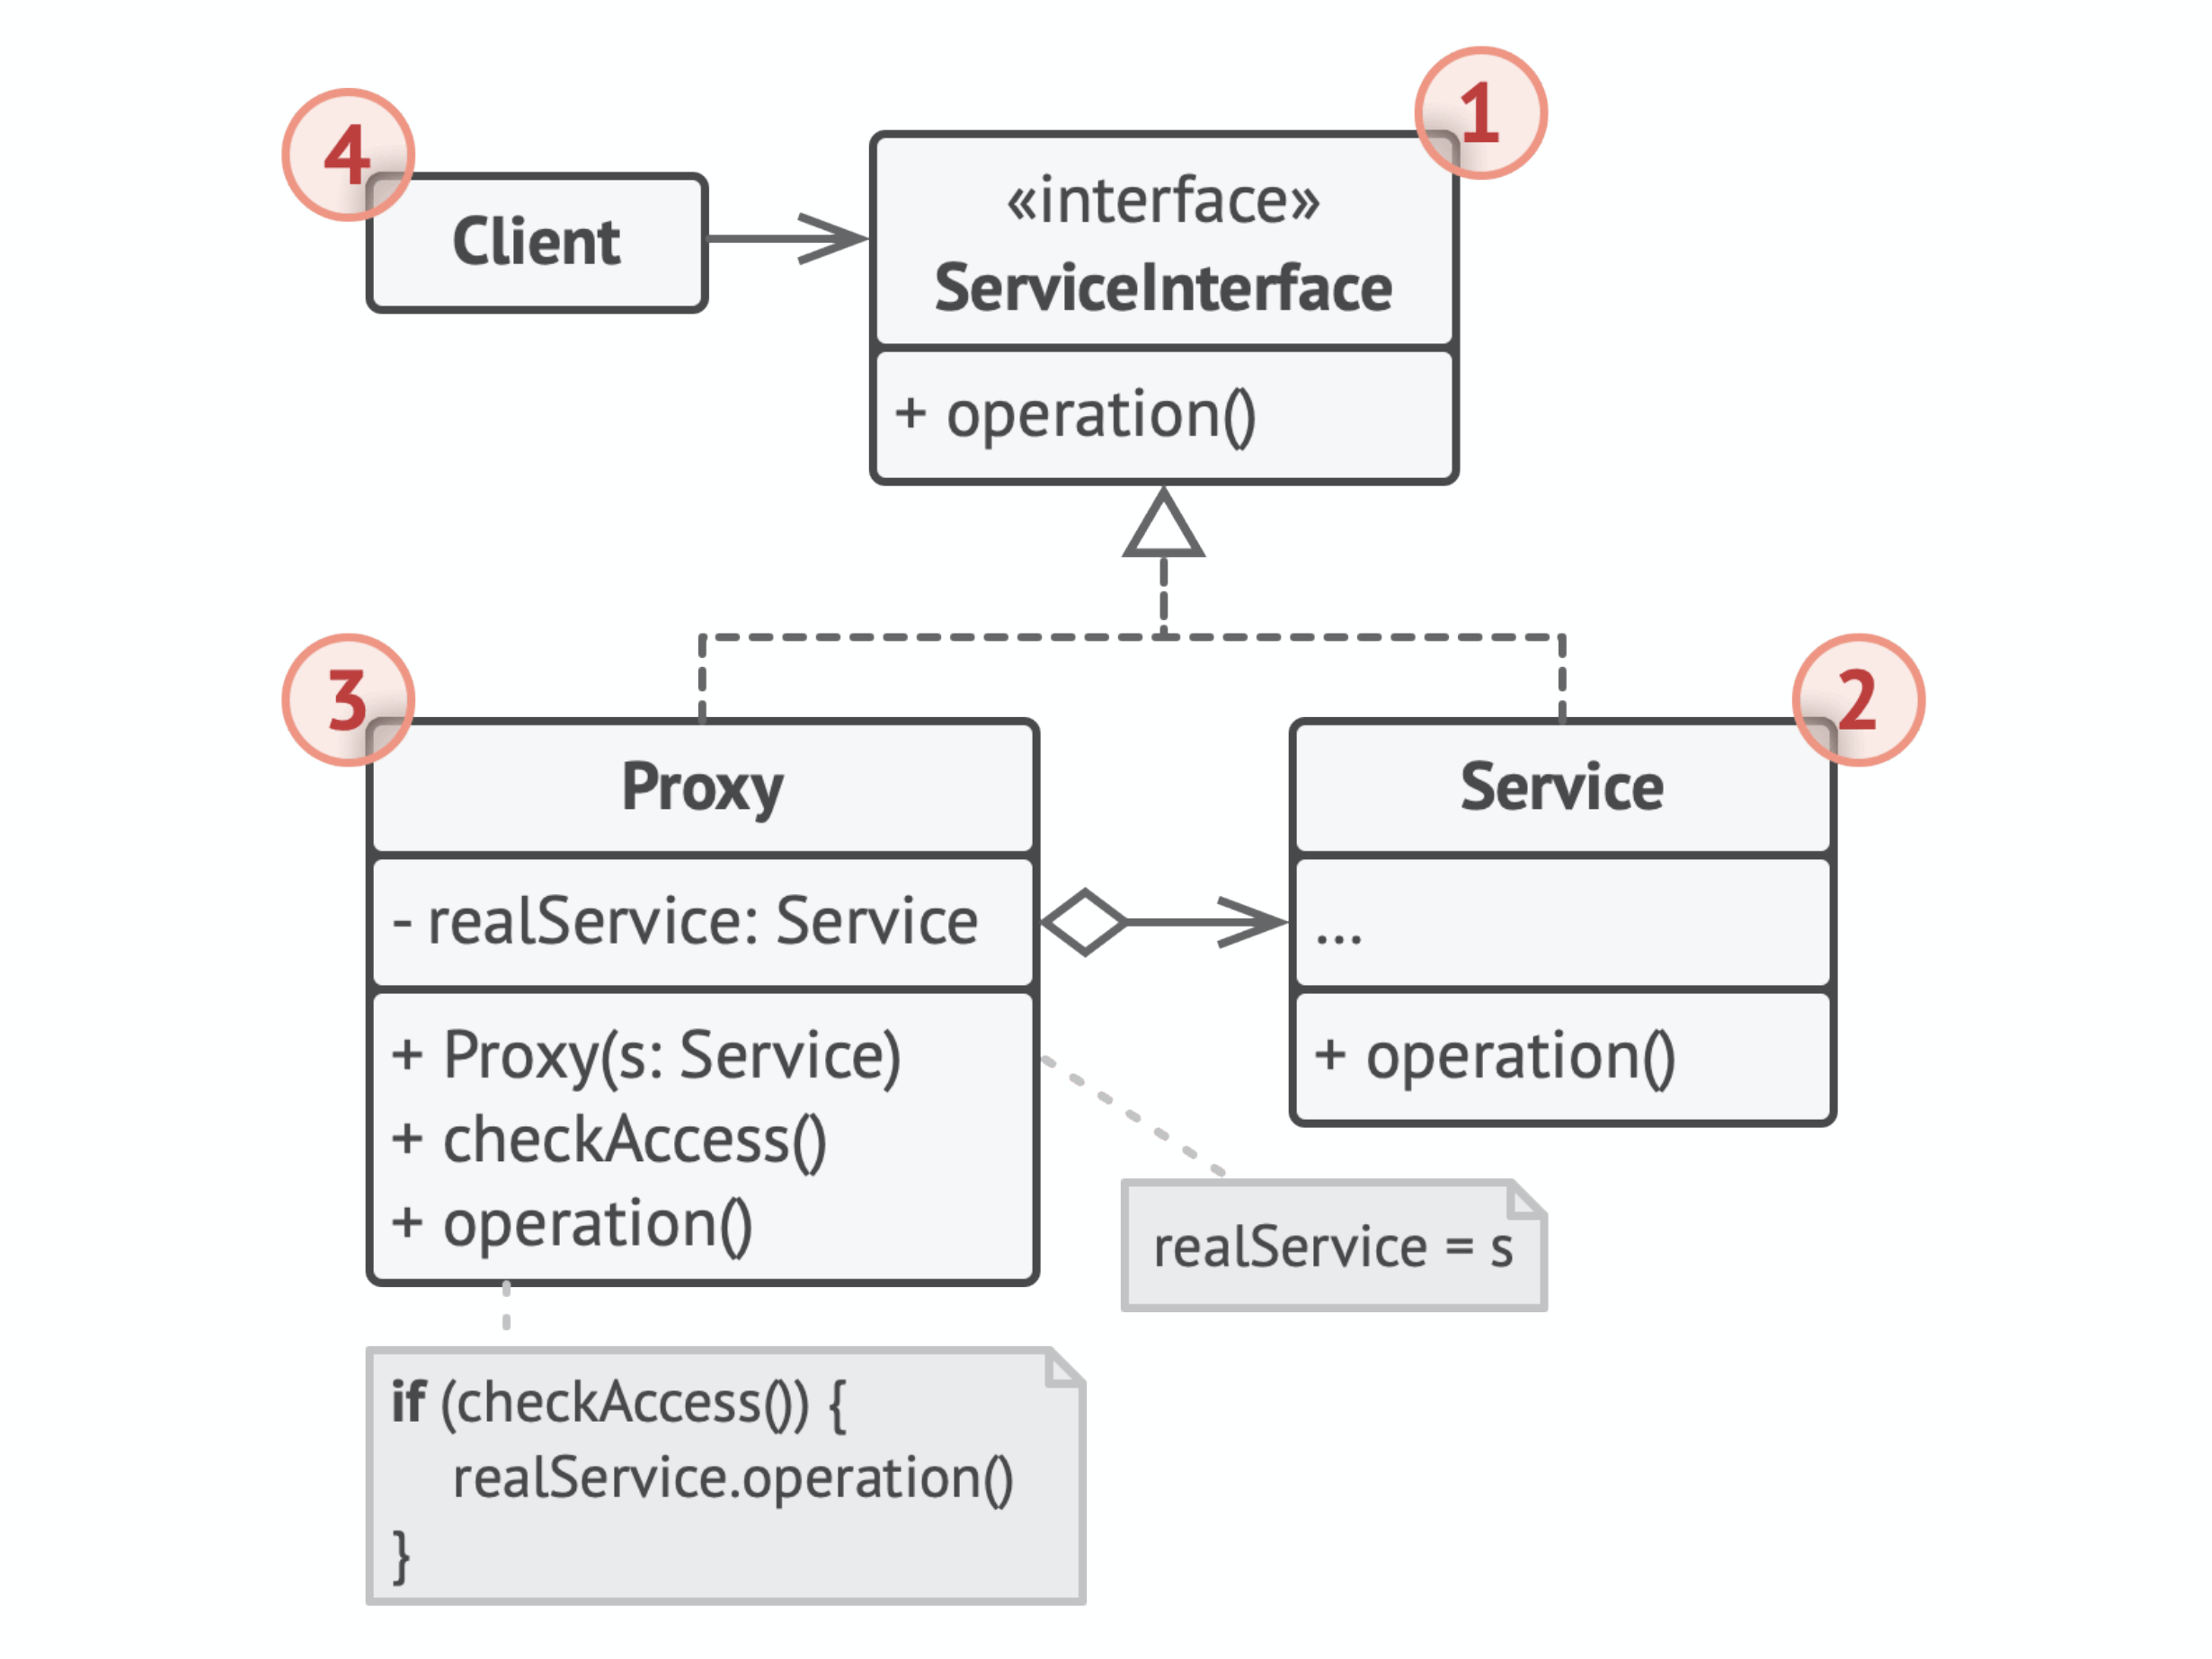 4
Client
1
«interface»
ServiceInterface
+ operation()
3
Proxy
- realService: Service
+ Proxy(s: Service)
+ checkAccess()
+ operation()
2
Service
...
+ operation()
realService = s
if (checkAccess()) {
realService.operation()
}